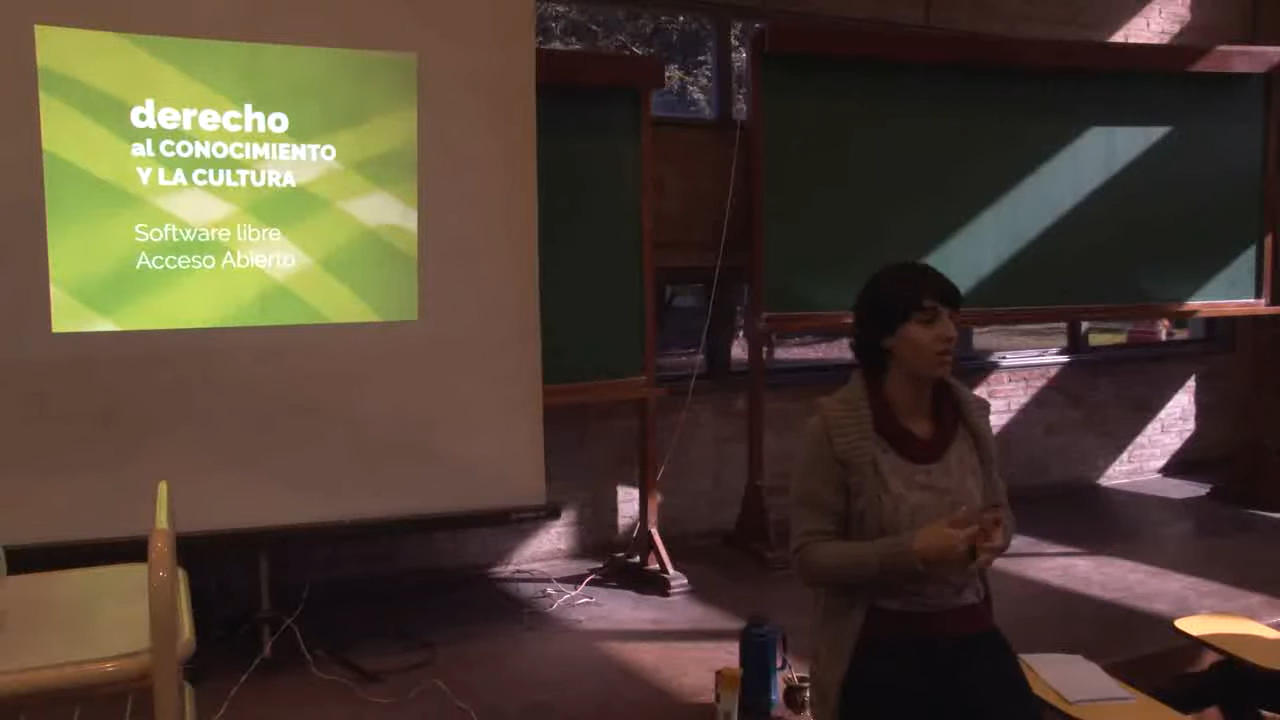 derecho
al CONOCIMIENTO
Y LA CULTURA
Software libre
Acceso Abierto